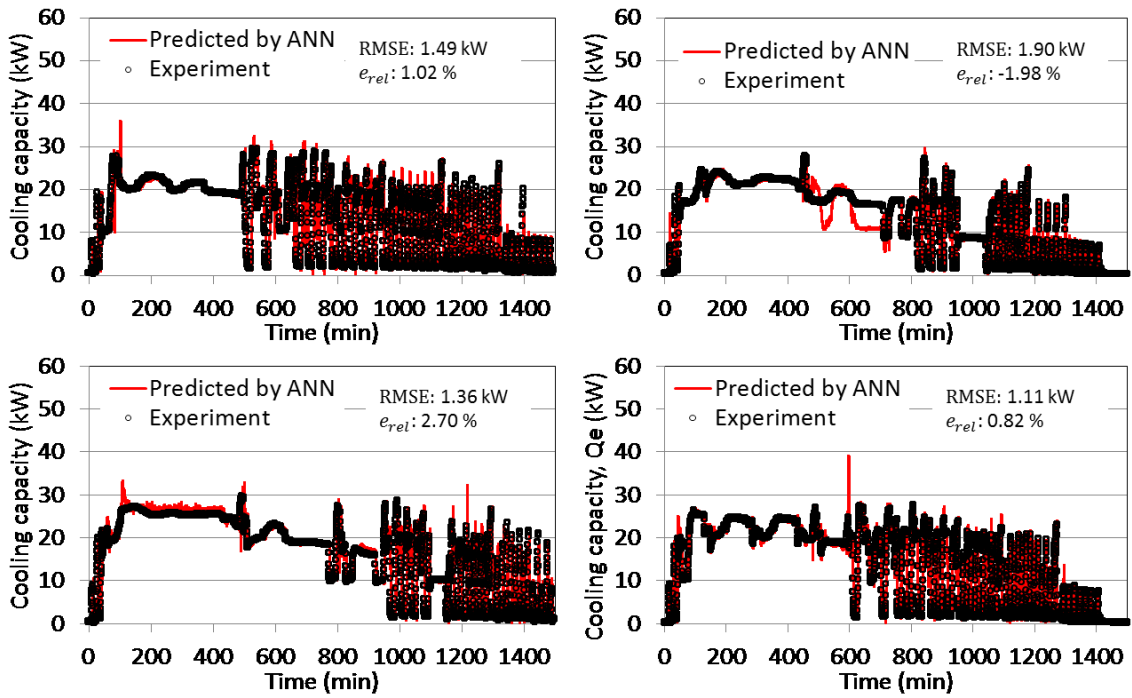 60
50
40
30
20
10
0
Cooling capacity (kW)
Predicted by ANN
Experiment
RMSE: 1.49 kW
e_rel: 1.02 %
0 200 400 600 800 1000 1200 1400
Time (min)
60
50
40
30
20
10
0
Cooling capacity (kW)
Predicted by ANN
Experiment
RMSE: 1.90 kW
e_rel: -1.98 %
0 200 400 600 800 1000 1200 1400
Time (min)
60
50
40
30
20
10
0
Cooling capacity (kW)
Predicted by ANN
Experiment
RMSE: 1.36 kW
e_rel: 2.70 %
0 200 400 600 800 1000 1200 1400
Time (min)
60
50
40
30
20
10
0
Cooling capacity, Qe (kW)
Predicted by ANN
Experiment
RMSE: 1.11 kW
e_rel: 0.82 %
0 200 400 600 800 1000 1200 1400
Time (min)